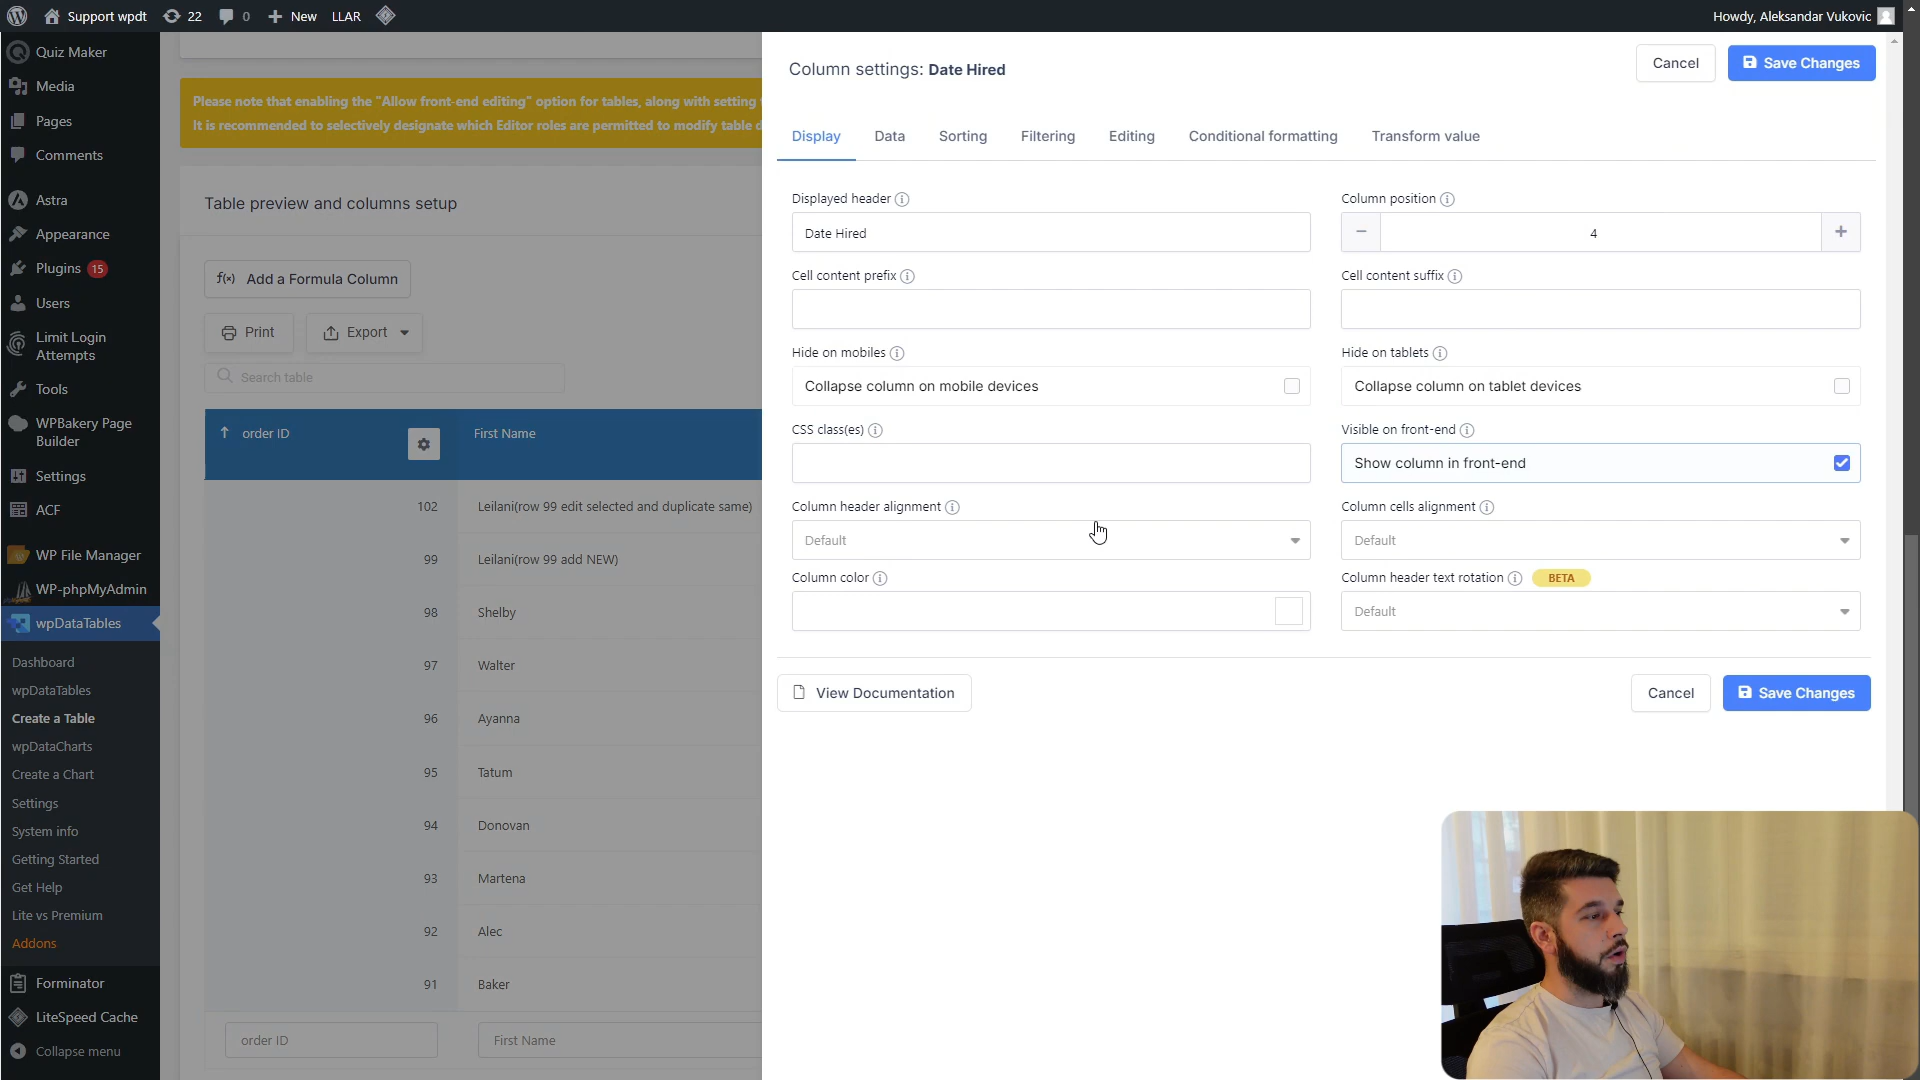 Support wpdt
22
0
New
LLAR
Howdy, Aleksandar Vukovic
Quiz Maker
Media
Pages
Comments
Astra
Appearance
Plugins 15
Users
Limit Login
Attempts
Tools
WPBakery Page
Builder
Settings
ACF
WP File Manager
WP-phpMyAdmin
wpDataTables
Dashboard
wpDataTables
Create a Table
wpDataCharts
Create a Chart
Settings
System info
Getting Started
Get Help
Lite vs Premium
Addons
Forminator
LiteSpeed Cache
Collapse menu
Please note that enabling the "Allow front-end editing" option for tables, along with setting
It is recommended to selectively designate which Editor roles are permitted to modify table
Table preview and columns setup
f(x) Add a Formula Column
Print
Export
Search table
order ID
First Name
102 Leilani(row 99 edit selected and duplicate same)
99 Leilani(row 99 add NEW)
98 Shelby
97 Walter
96 Ayanna
95 Tatum
94 Donovan
93 Martena
92 Alec
91 Baker
order ID
First Name
Column settings: Date Hired
Cancel
Save Changes
Display
Data
Sorting
Filtering
Editing
Conditional formatting
Transform value
Displayed header
Column position
Date Hired
− 4 +
Cell content prefix
Cell content suffix
Hide on mobiles
Hide on tablets
Collapse column on mobile devices
Collapse column on tablet devices
CSS class(es)
Visible on front-end
Show column in front-end
Column header alignment
Column cells alignment
Default
Default
Column color
Column header text rotation BETA
Default
View Documentation
Cancel
Save Changes